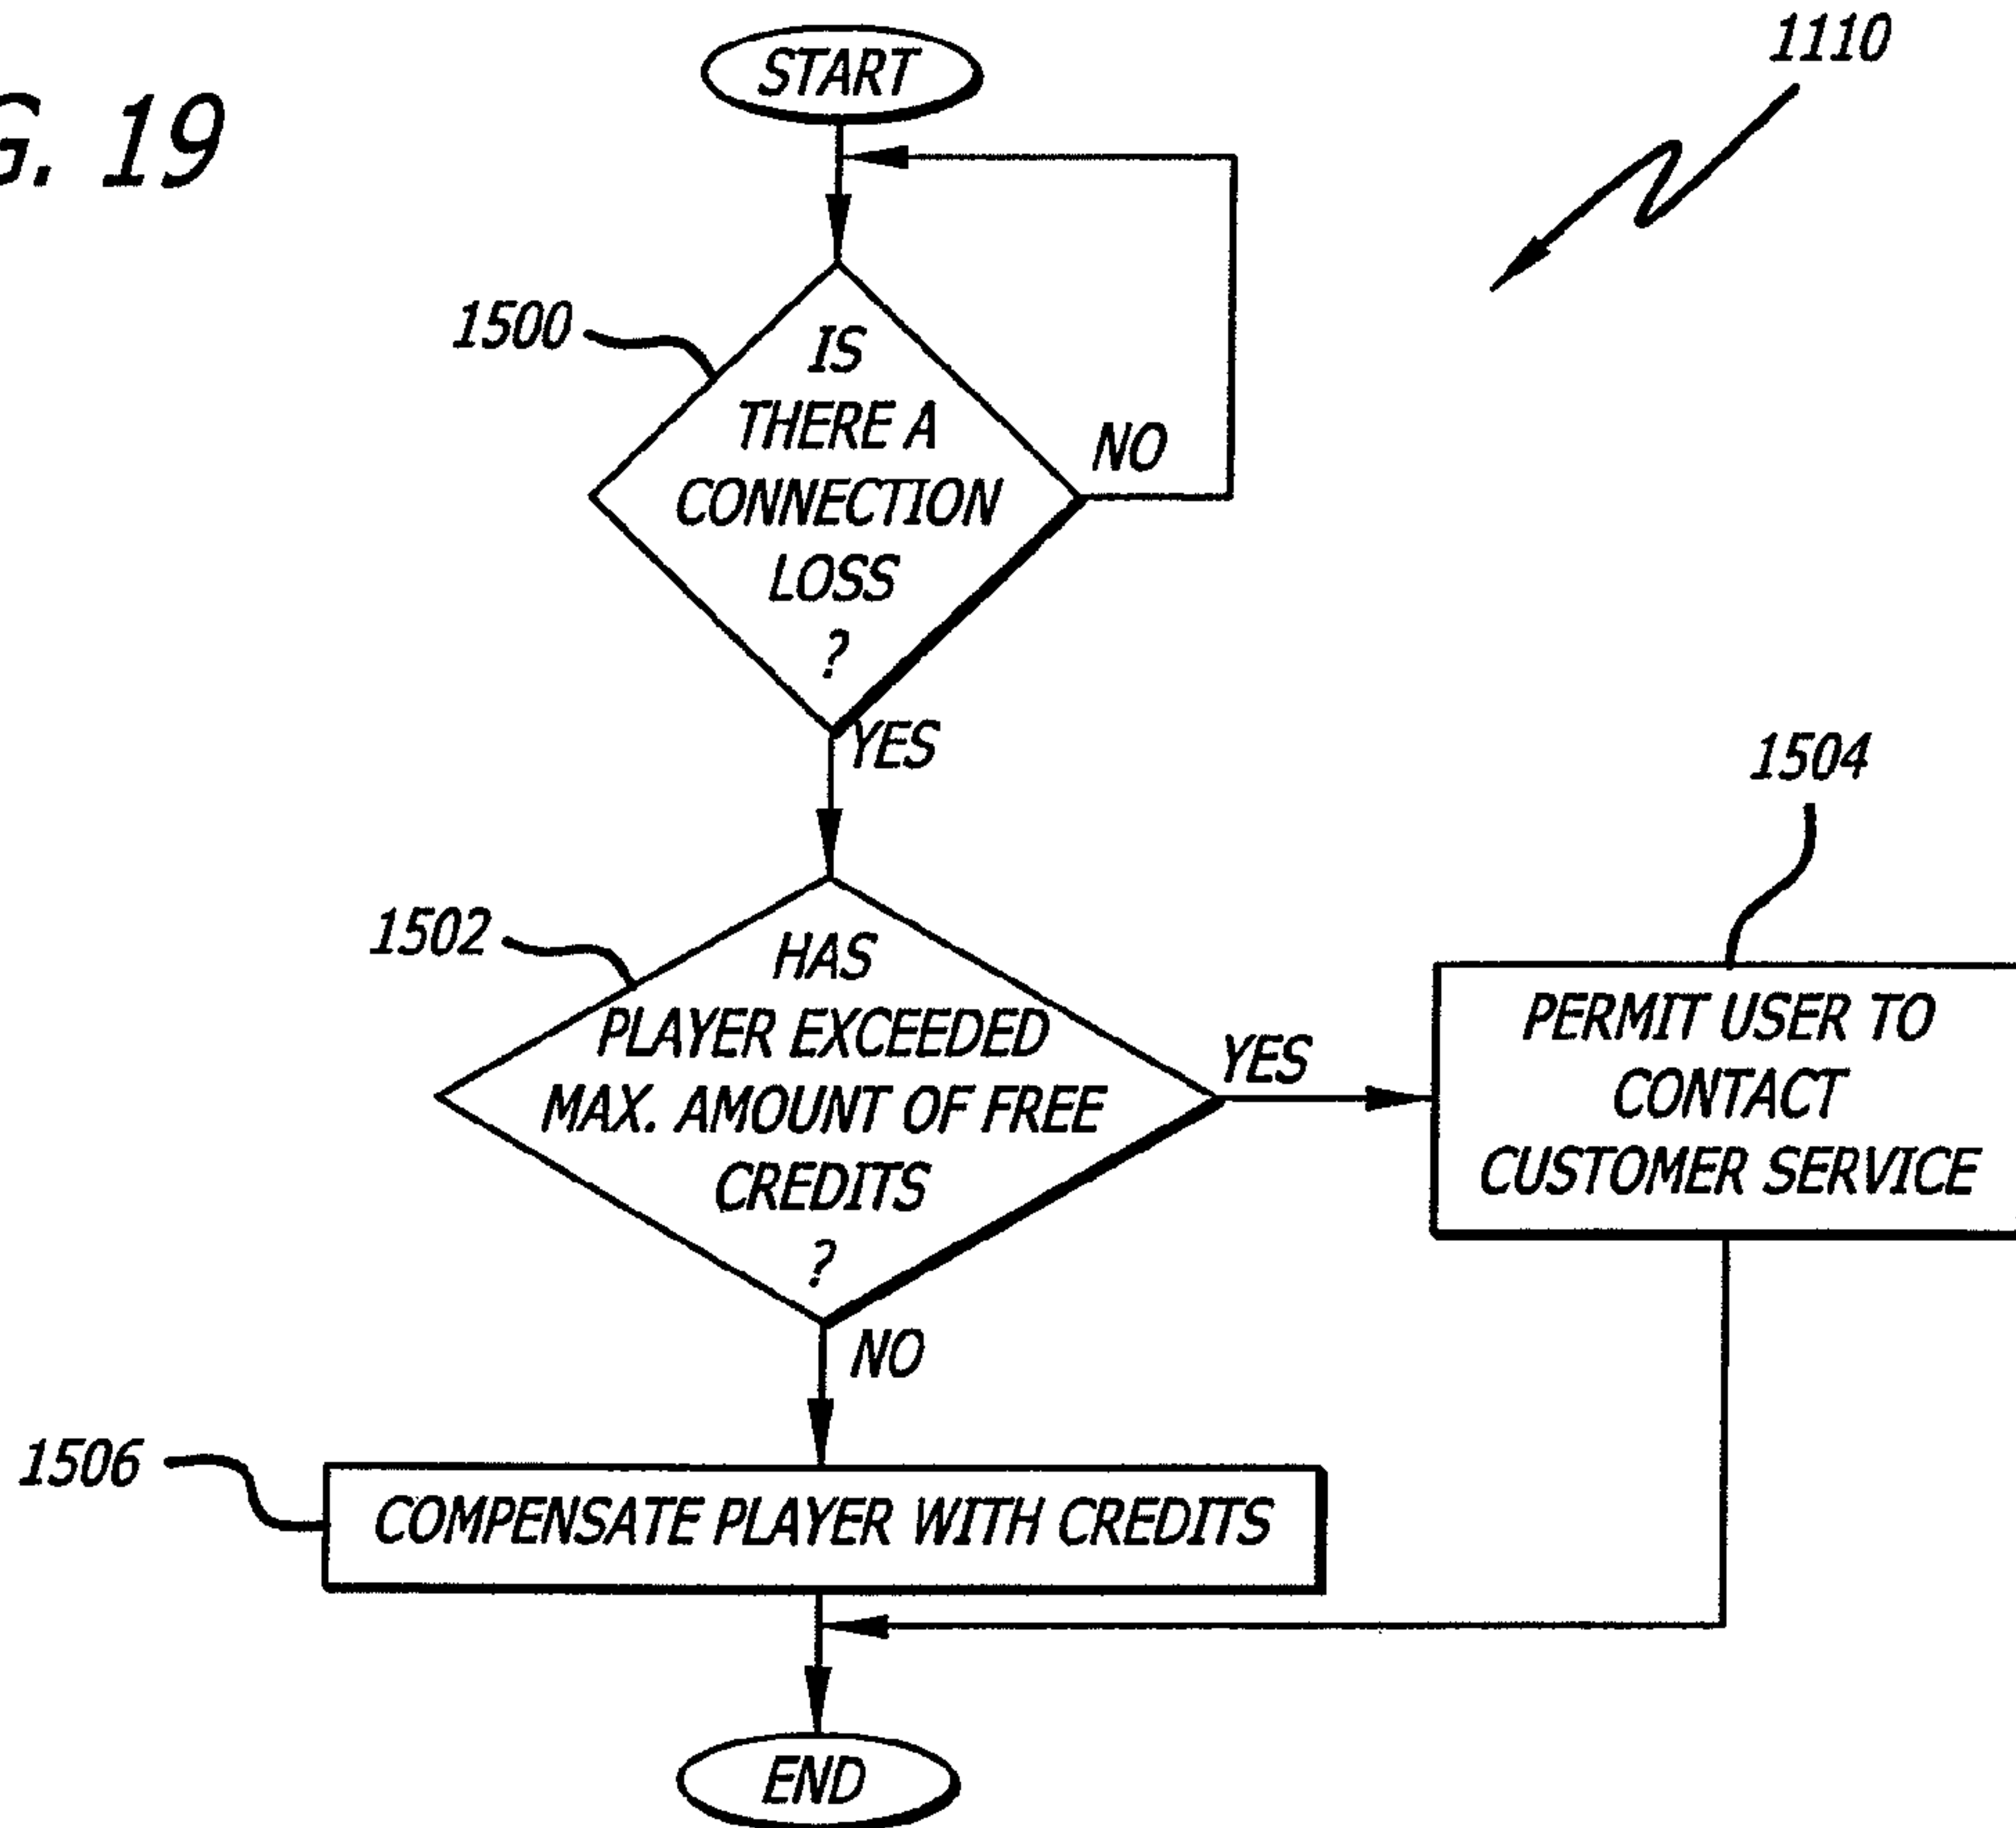 G. 19
1110
START
1500
IS
THERE A
CONNECTION
LOSS
?
NO
YES
1502
HAS
PLAYER EXCEEDED
MAX. AMOUNT OF FREE
CREDITS
?
YES
1504
PERMIT USER TO
CONTACT
CUSTOMER SERVICE
NO
1506
COMPENSATE PLAYER WITH CREDITS
END